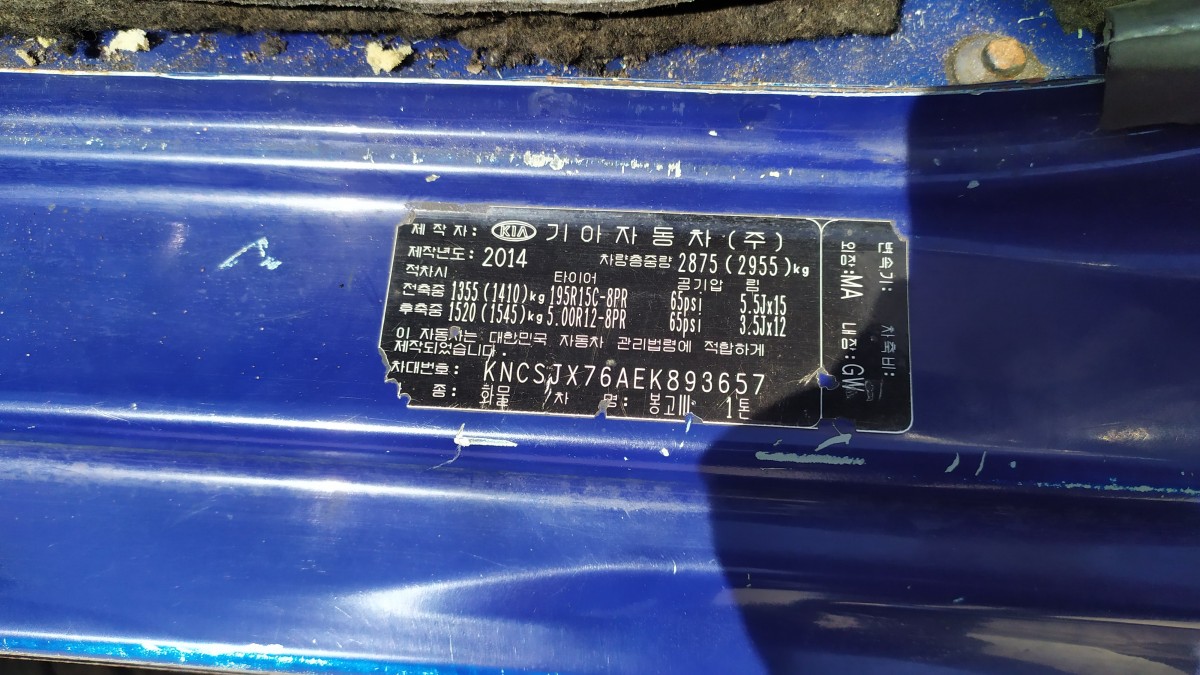 제 작 자: KIA 기 아 자 동 차 (주)
제작년도: 2014 차량총중량 2875 (2955) kg
적차시 타이어 공기압 림
전축중 1355 (1410) kg 195R15C-8PR 65psi 5.5Jx15
후축중 1520 (1545) kg 5.00R12-8PR 65psi 3.5Jx12
이 자동차는 대한민국 자동차 관리법령에 적합하게
제작되었습니다.
차대번호: KNCSJX76AEK893657
종: 화물 차 명: 봉고Ⅲ 1톤
변속기: 차축비:
외장:MA 내장:GW